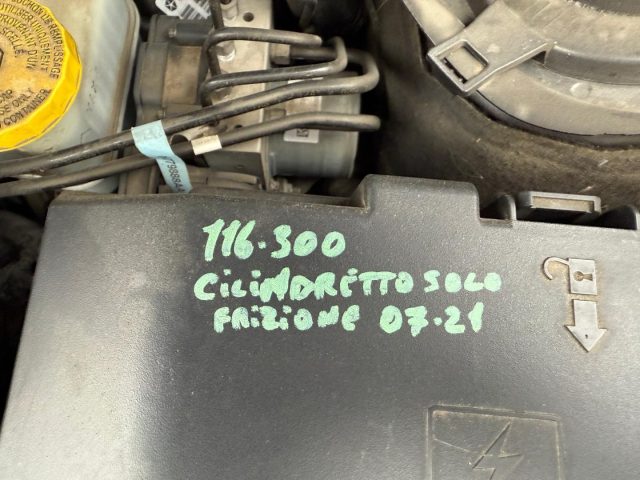 116.300
CiLiNDRETTO SOLO
FRIZIONE 07.21